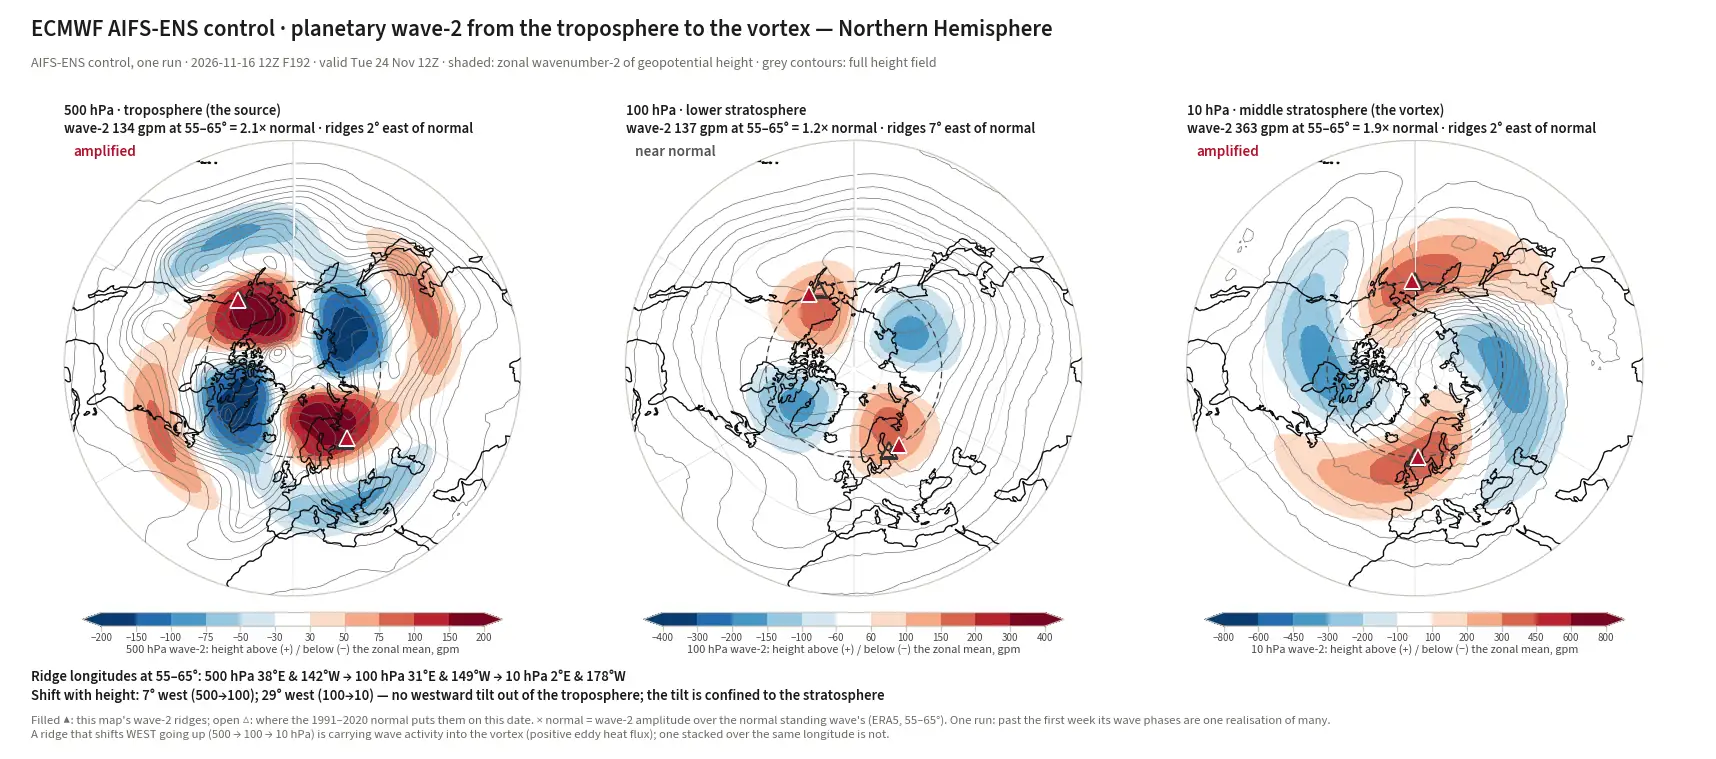 ECMWF AIFS-ENS control · planetary wave-2 from the troposphere to the vortex — Northern Hemisphere
AIFS-ENS control, one run · 2026-11-16 12Z F192 · valid Tue 24 Nov 12Z · shaded: zonal wavenumber-2 of geopotential height · grey contours: full height field
500 hPa · troposphere (the source)
wave-2 134 gpm at 55–65° = 2.1× normal · ridges 2° east of normal
amplified
100 hPa · lower stratosphere
wave-2 137 gpm at 55–65° = 1.2× normal · ridges 7° east of normal
near normal
10 hPa · middle stratosphere (the vortex)
wave-2 363 gpm at 55–65° = 1.9× normal · ridges 2° east of normal
amplified
−200 −150 −100 −75 −50 −30 30 50 75 100 150 200
500 hPa wave-2: height above (+) / below (−) the zonal mean, gpm
−400 −300 −200 −150 −100 −60 60 100 150 200 300 400
100 hPa wave-2: height above (+) / below (−) the zonal mean, gpm
−800 −600 −450 −300 −200 −100 100 200 300 450 600 800
10 hPa wave-2: height above (+) / below (−) the zonal mean, gpm
Ridge longitudes at 55–65°: 500 hPa 38°E & 142°W → 100 hPa 31°E & 149°W → 10 hPa 2°E & 178°W
Shift with height: 7° west (500→100); 29° west (100→10) — no westward tilt out of the troposphere; the tilt is confined to the stratosphere
Filled ▲: this map's wave-2 ridges; open △: where the 1991–2020 normal puts them on this date. × normal = wave-2 amplitude over the normal standing wave's (ERA5, 55–65°). One run: past the first week its wave phases are one realisation of many.
A ridge that shifts WEST going up (500 → 100 → 10 hPa) is carrying wave activity into the vortex (positive eddy heat flux); one stacked over the same longitude is not.